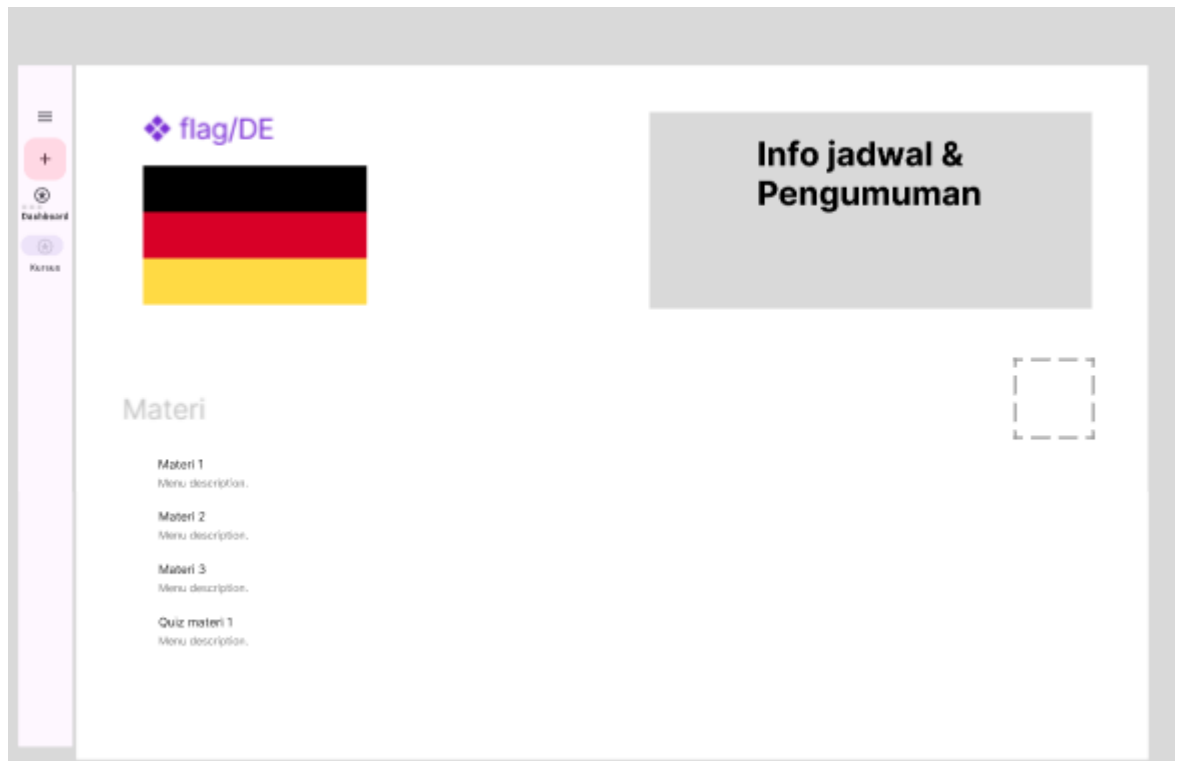 Dashboard
Kursus
flag/DE
Info jadwal &
Pengumuman
Materi
Materi 1
Menu description.
Materi 2
Menu description.
Materi 3
Menu description.
Quiz materi 1
Menu description.